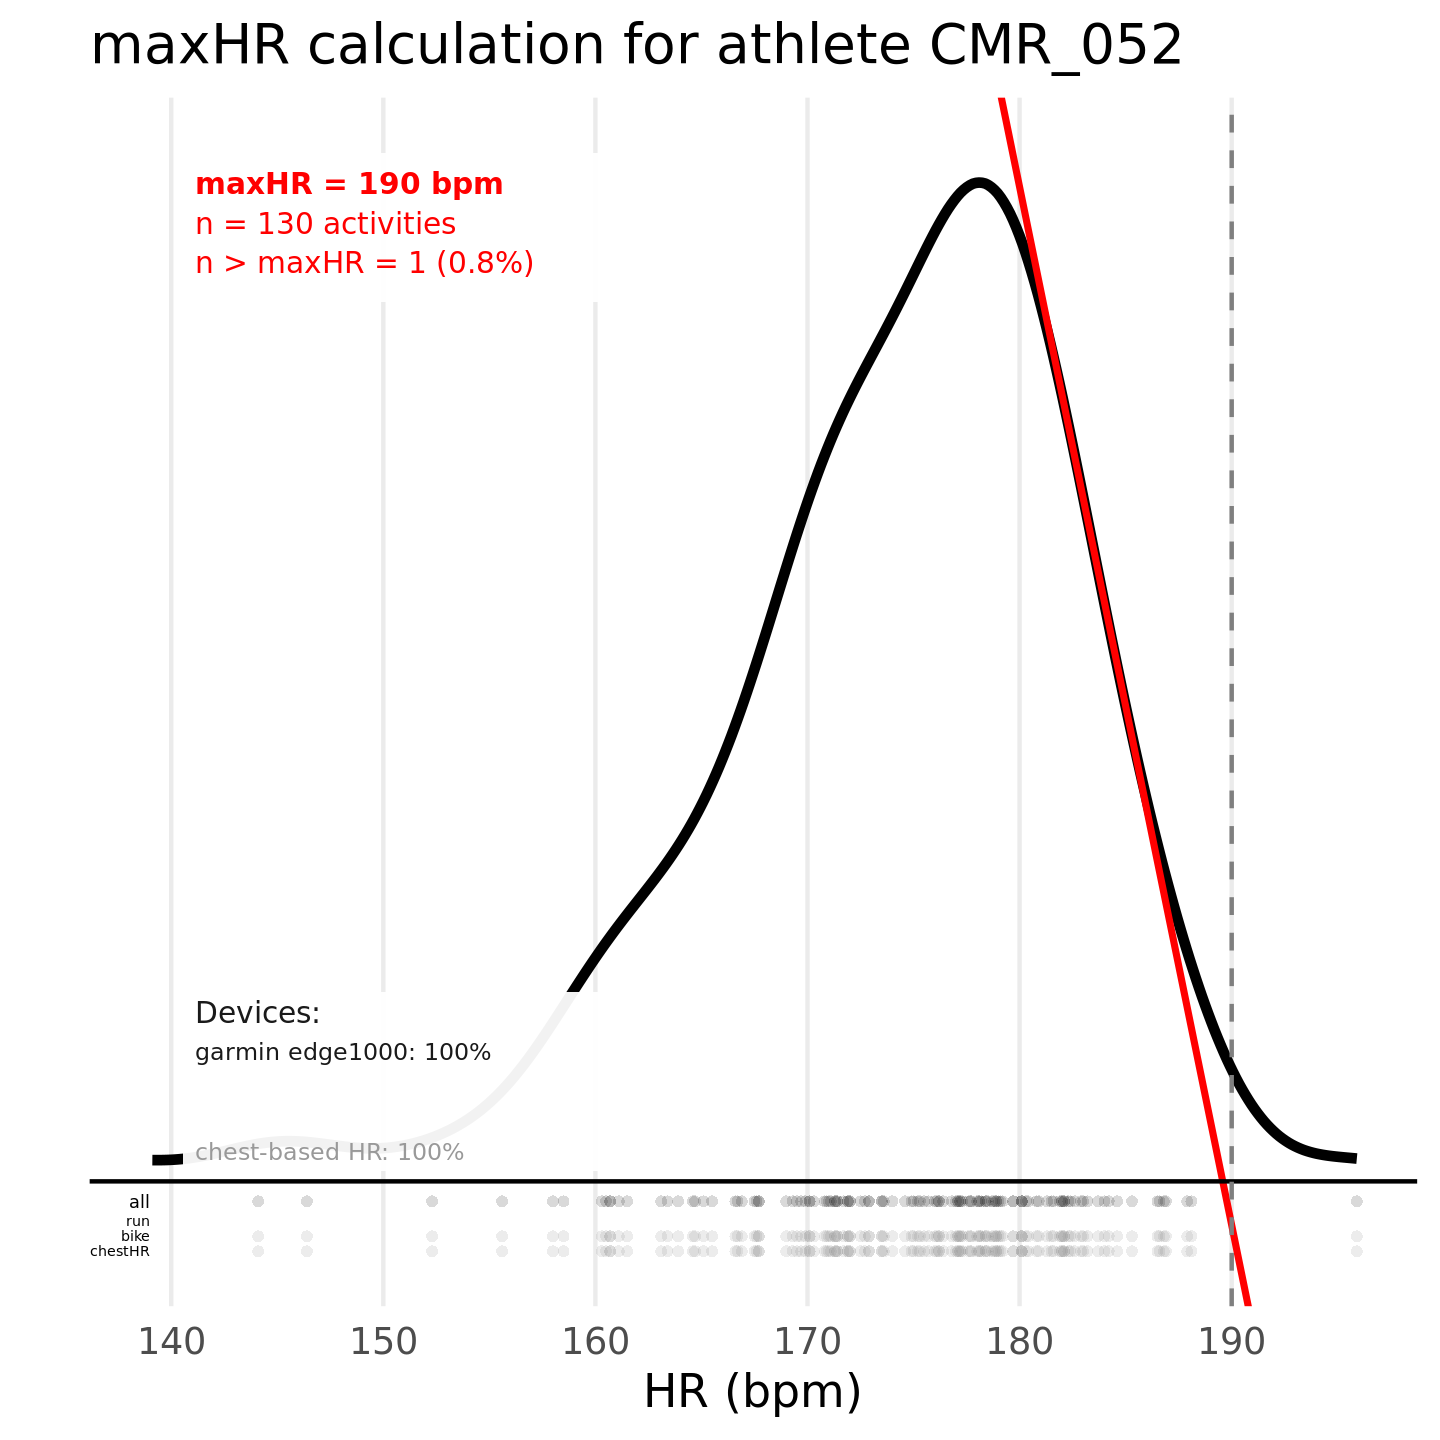 maxHR calculation for athlete CMR_052
maxHR = 190 bpm
n = 130 activities
n > maxHR = 1 (0.8%)
Devices:
garmin edge1000: 100%
chest-based HR: 100%
all
run
bike
chestHR
140 150 160 170 180 190
HR (bpm)